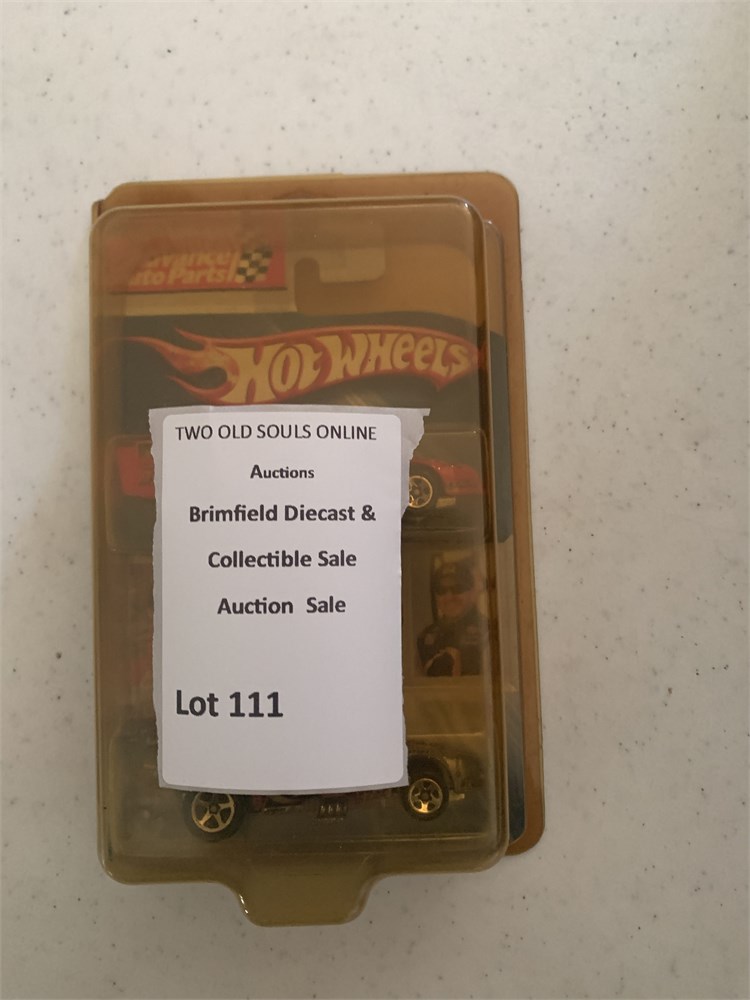 Advance
Auto Parts
HOT WHEELS
TWO OLD SOULS ONLINE
Auctions
Brimfield Diecast &
Collectible Sale
Auction Sale
Lot 111